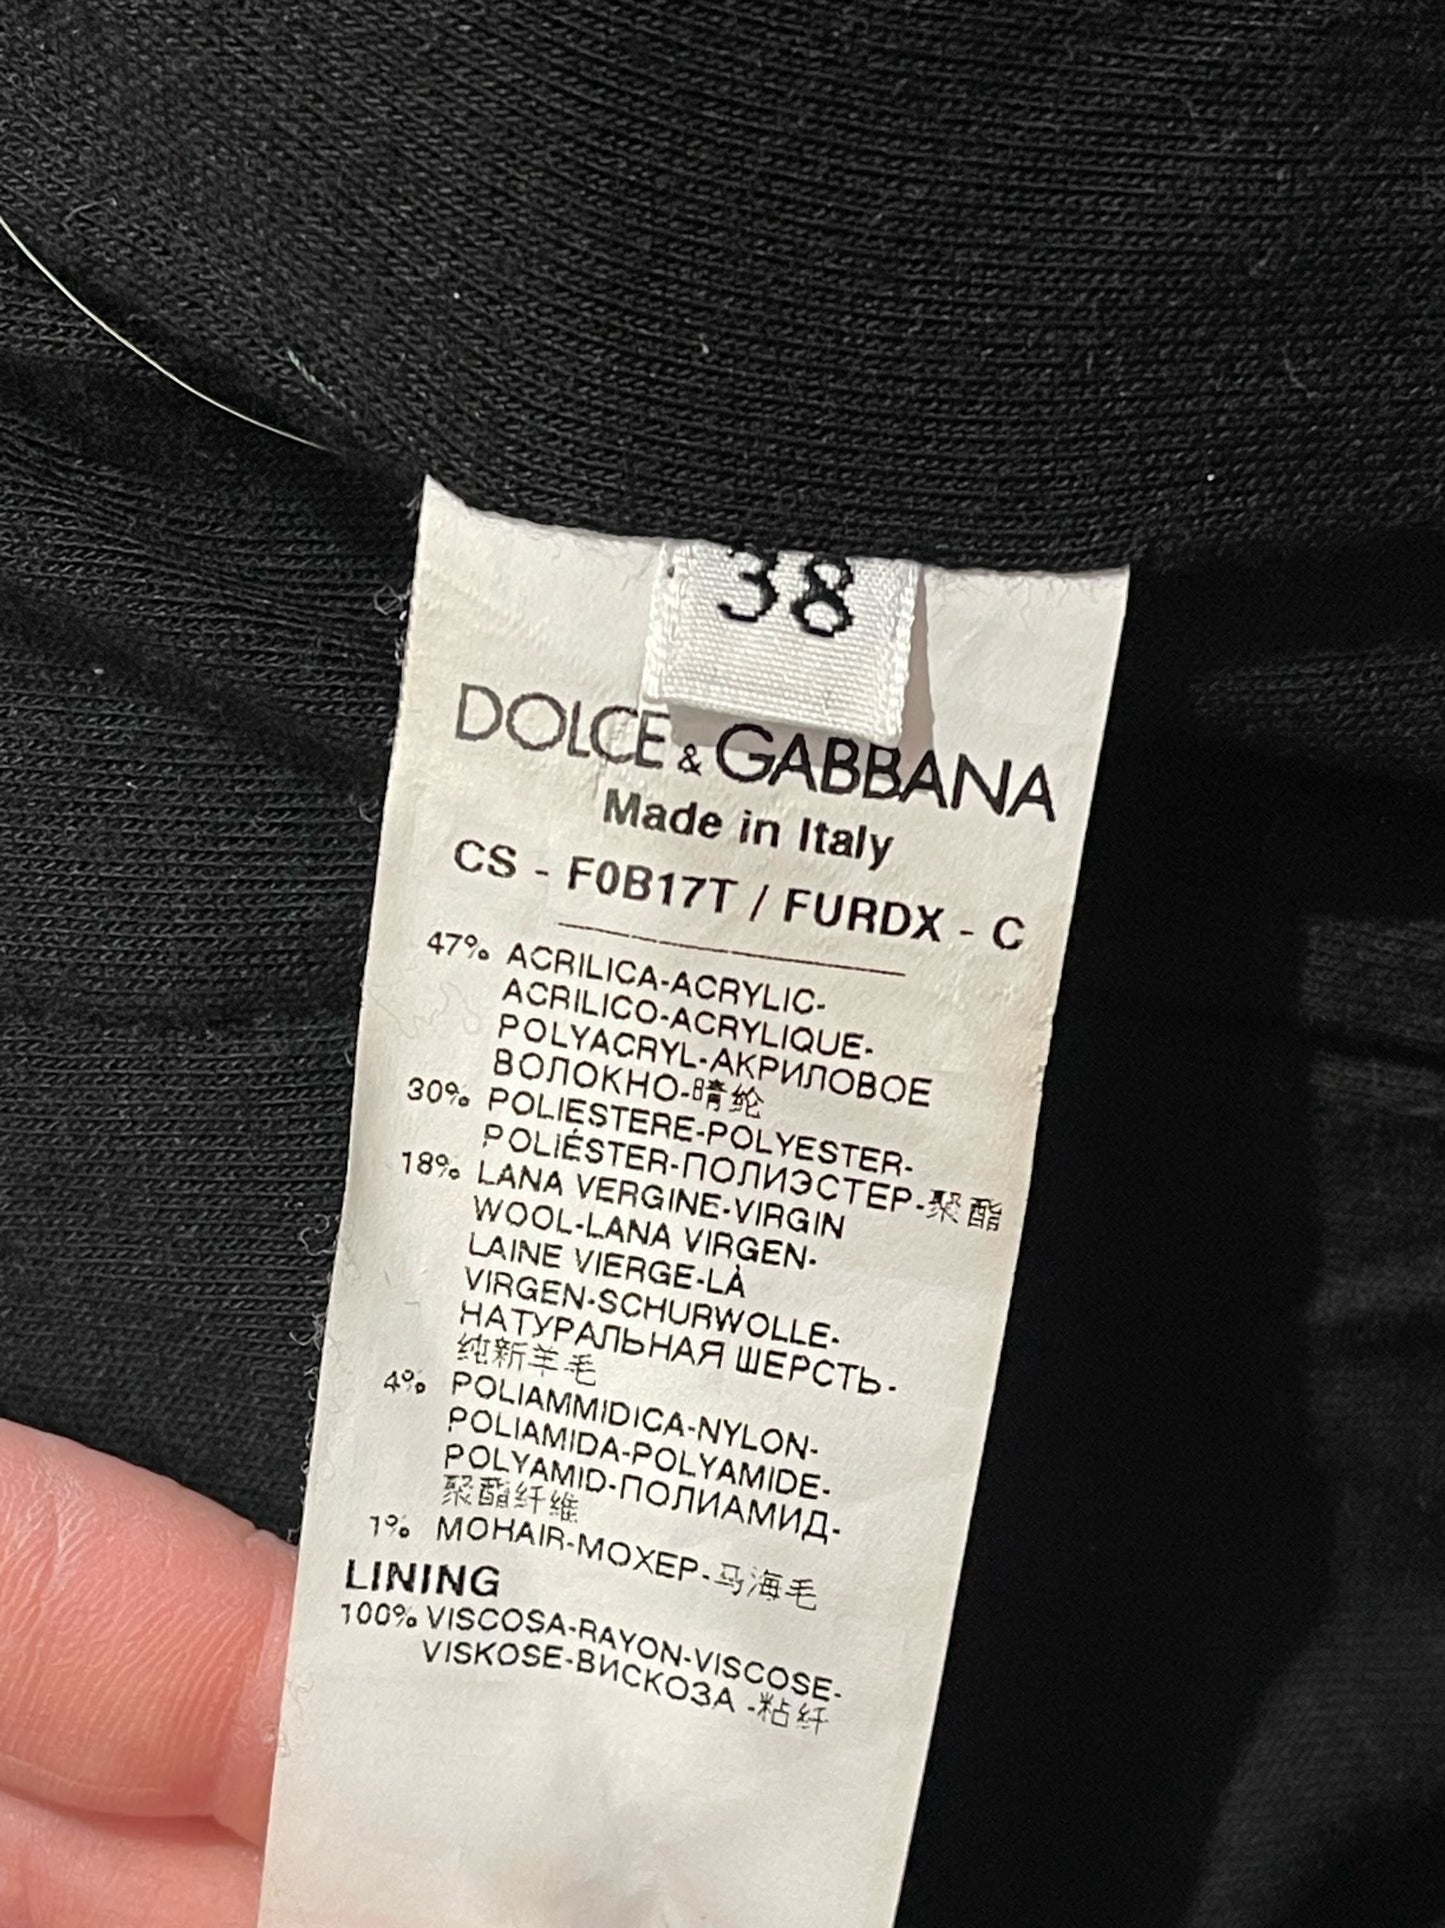 38
DOLCE & GABBANA
Made in Italy
CS - F0B17T / FURDX - C
47% ACRILICA-ACRYLIC-
ACRILICO-ACRYLIQUE-
POLYACRYL-АКРИЛОВОЕ
ВОЛОКНО-晴纶
30% POLIESTERE-POLYESTER-
POLIÉSTER-ПОЛИЭСТЕР-聚酯
18% LANA VERGINE-VIRGIN
WOOL-LANA VIRGEN-
LAINE VIERGE-LÀ
VIRGEN-SCHURWOLLE-
НАТУРАЛЬНАЯ ШЕРСТЬ-
纯新羊毛
4% POLIAMMIDICA-NYLON-
POLIAMIDA-POLYAMIDE-
POLYAMID-ПОЛИАМИД-
聚酯纤维
1% MOHAIR-МОХЕР-马海毛
LINING
100% VISCOSA-RAYON-VISCOSE-
VISKOSE-ВИСКОЗА -粘纤